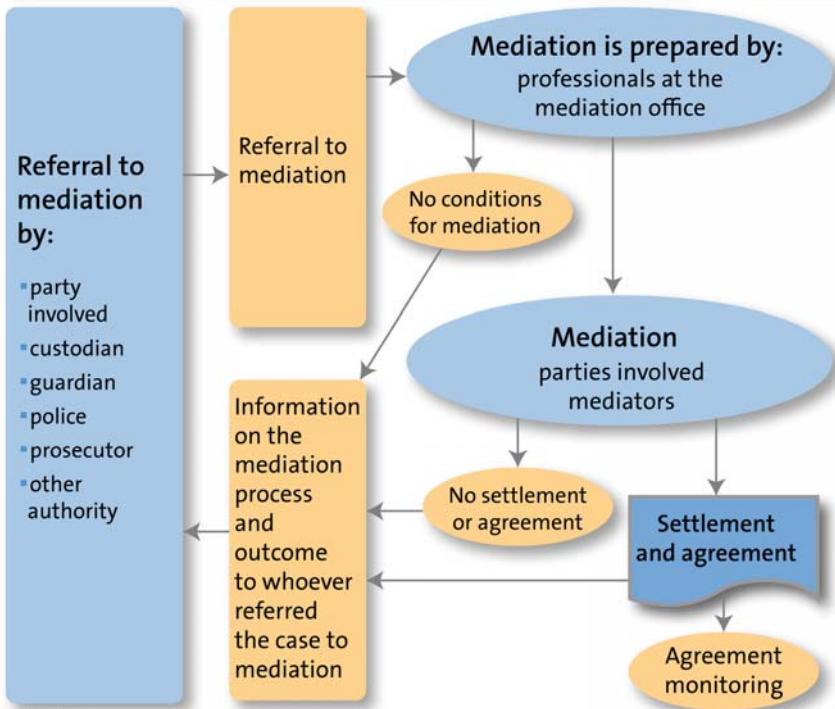 Referral to
mediation
by:
party
involved
custodian
guardian
police
prosecutor
other
authority
Referral to
mediation
Mediation is prepared by:
professionals at the
mediation office
No conditions
for mediation
Mediation
parties involved
mediators
Information
on the
mediation
process
and
outcome
to whoever
referred
the case to
mediation
No settlement
or agreement
Settlement
and agreement
Agreement
monitoring